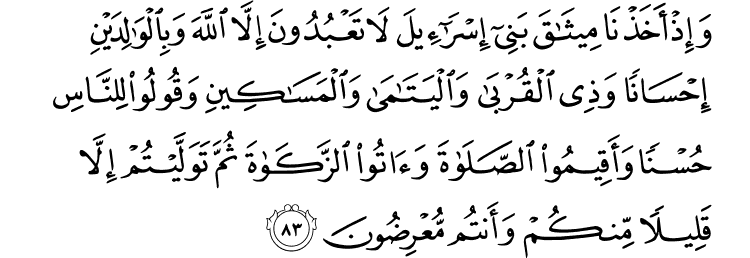 وَإِذْ أَخَذْنَا مِيثَٰقَ بَنِىٓ إِسْرَٰٓءِيلَ لَا تَعْبُدُونَ إِلَّا ٱللَّهَ وَبِٱلْوَٰلِدَيْنِ
إِحْسَانًا وَذِى ٱلْقُرْبَىٰ وَٱلْيَتَٰمَىٰ وَٱلْمَسَٰكِينِ وَقُولُوا۟ لِلنَّاسِ
حُسْنًا وَأَقِيمُوا۟ ٱلصَّلَوٰةَ وَءَاتُوا۟ ٱلزَّكَوٰةَ ثُمَّ تَوَلَّيْتُمْ إِلَّا
قَلِيلًا مِّنكُمْ وَأَنتُم مُّعْرِضُونَ ٨٣